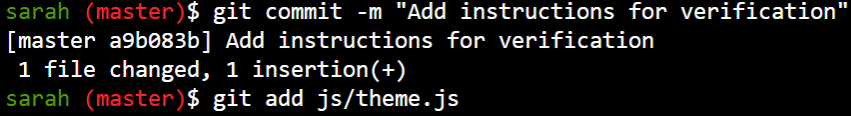 sarah (master)$ git commit -m "Add instructions for verification"
[master a9b083b] Add instructions for verification
 1 file changed, 1 insertion(+)
sarah (master)$ git add js/theme.js